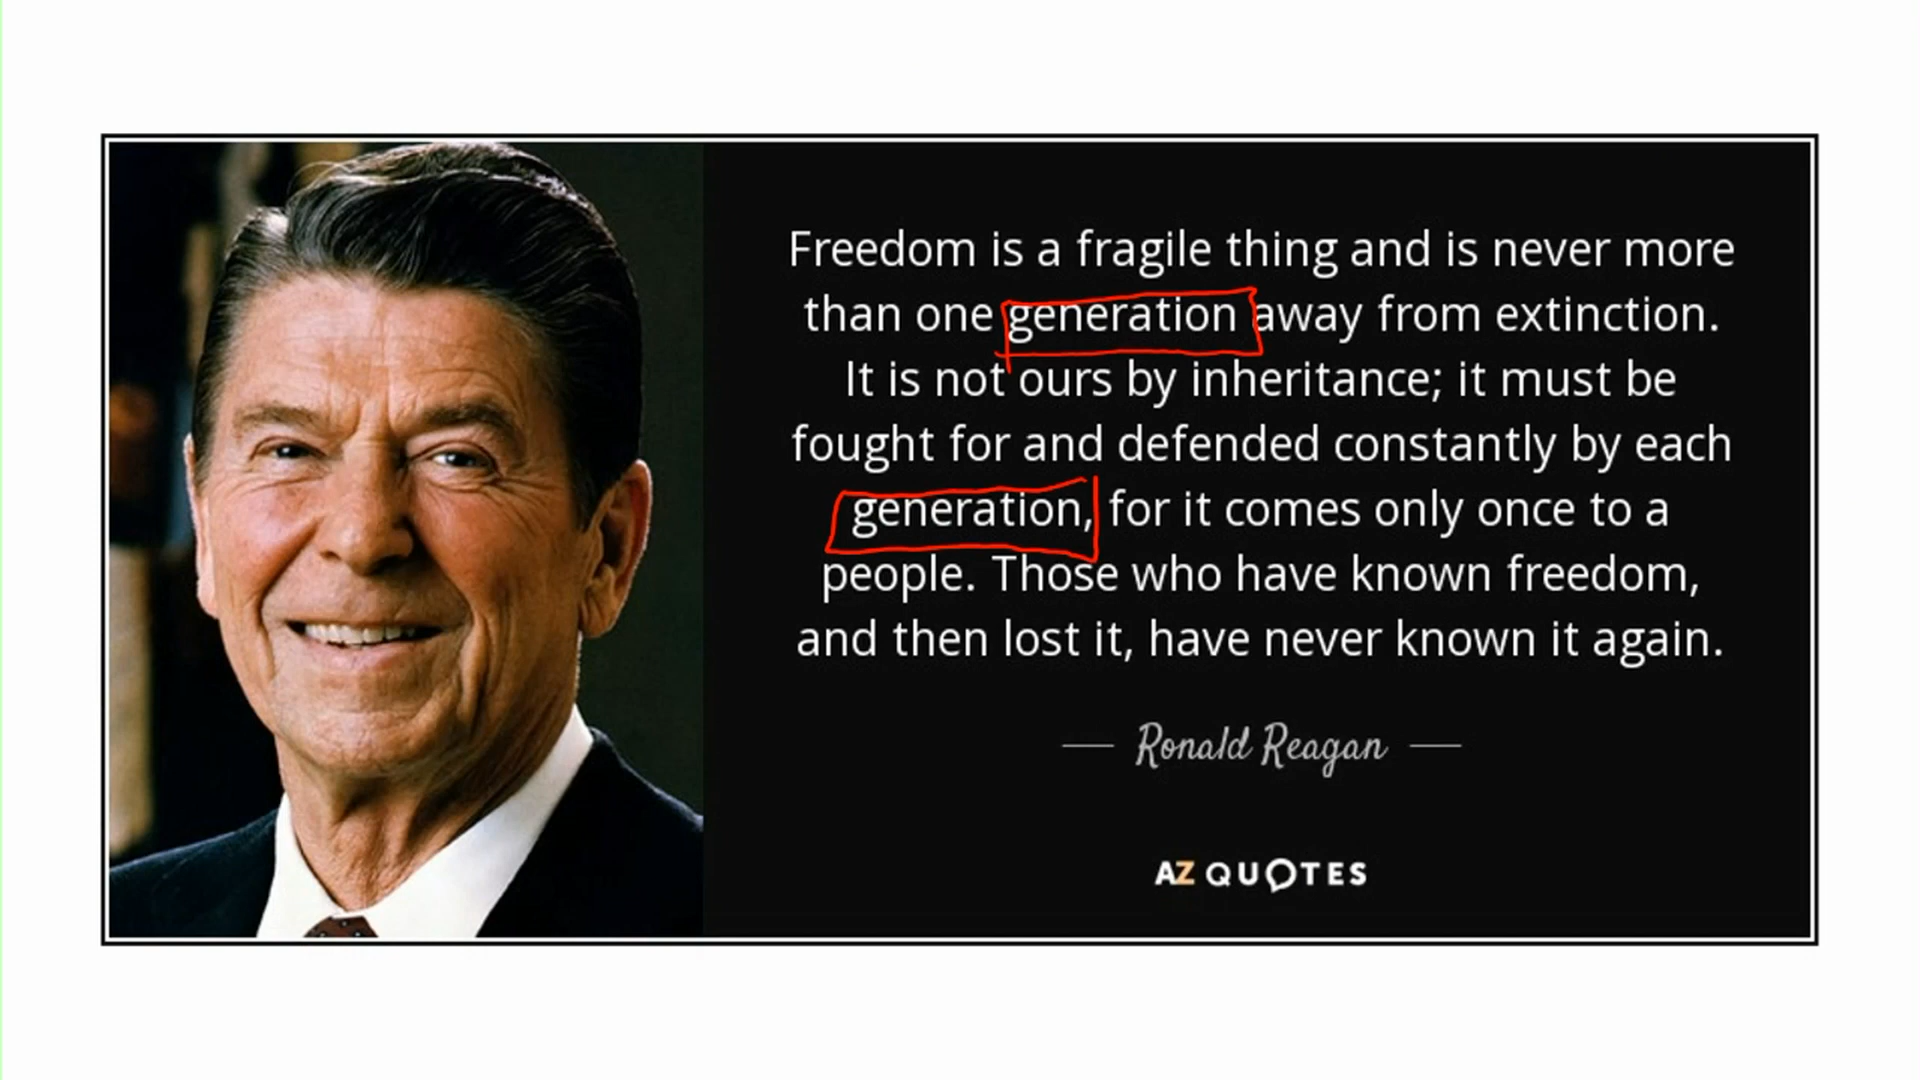 Freedom is a fragile thing and is never more
than one generation away from extinction.
It is not ours by inheritance; it must be
fought for and defended constantly by each
generation, for it comes only once to a
people. Those who have known freedom,
and then lost it, have never known it again.
Ronald Reagan
AZ QUOTES